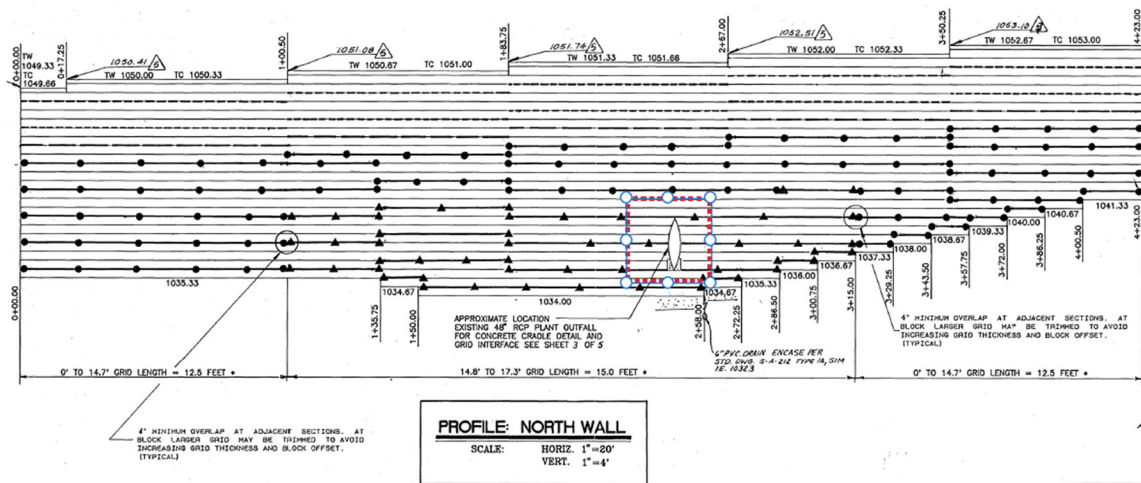 0+00.00
TW
1049.33
TC
1049.66
0+17.25
1050.41 5
TW 1050.00 TC 1050.33
1+00.50
1051.08 5
TW 1050.67 TC 1051.00
1+83.75
1051.74 5
TW 1051.33 TC 1051.66
2+67.00
1052.51 5
TW 1052.00 TC 1052.33
3+50.25
1053.10
TW 1052.67 TC 1053.00
4+23.00
0+00.00
1035.33
1034.67
1034.00
1034.67
1035.33
1036.00
1036.67
1037.33
1038.00
1038.67
1039.33
1040.00
1040.67
1041.33
1+35.75
1+50.00
2+58.00
2+72.25
2+86.50
3+00.75
3+15.00
3+29.25
3+43.50
3+57.75
3+72.00
3+86.25
4+00.50
4+23.00
APPROXIMATE LOCATION
EXISTING 48" RCP PLANT OUTFALL
FOR CONCRETE CRADLE DETAIL AND
GRID INTERFACE SEE SHEET 3 OF 5
6" PVC DRAIN ENCASE PER
STD. DWG. S-A-212 TYPE 1A, SIM
I.E. 1032.3
4" MINIMUM OVERLAP AT ADJACENT SECTIONS. AT
BLOCK LARGER GRID MAY BE TRIMMED TO AVOID
INCREASING GRID THICKNESS AND BLOCK OFFSET.
(TYPICAL)
0' TO 14.7' GRID LENGTH = 12.5 FEET *
14.8' TO 17.3' GRID LENGTH = 15.0 FEET *
0' TO 14.7' GRID LENGTH = 12.5 FEET *
4" MINIMUM OVERLAP AT ADJACENT SECTIONS. AT
BLOCK LARGER GRID MAY BE TRIMMED TO AVOID
INCREASING GRID THICKNESS AND BLOCK OFFSET.
(TYPICAL)
PROFILE: NORTH WALL
SCALE: HORIZ. 1"=20'
VERT. 1"=4'